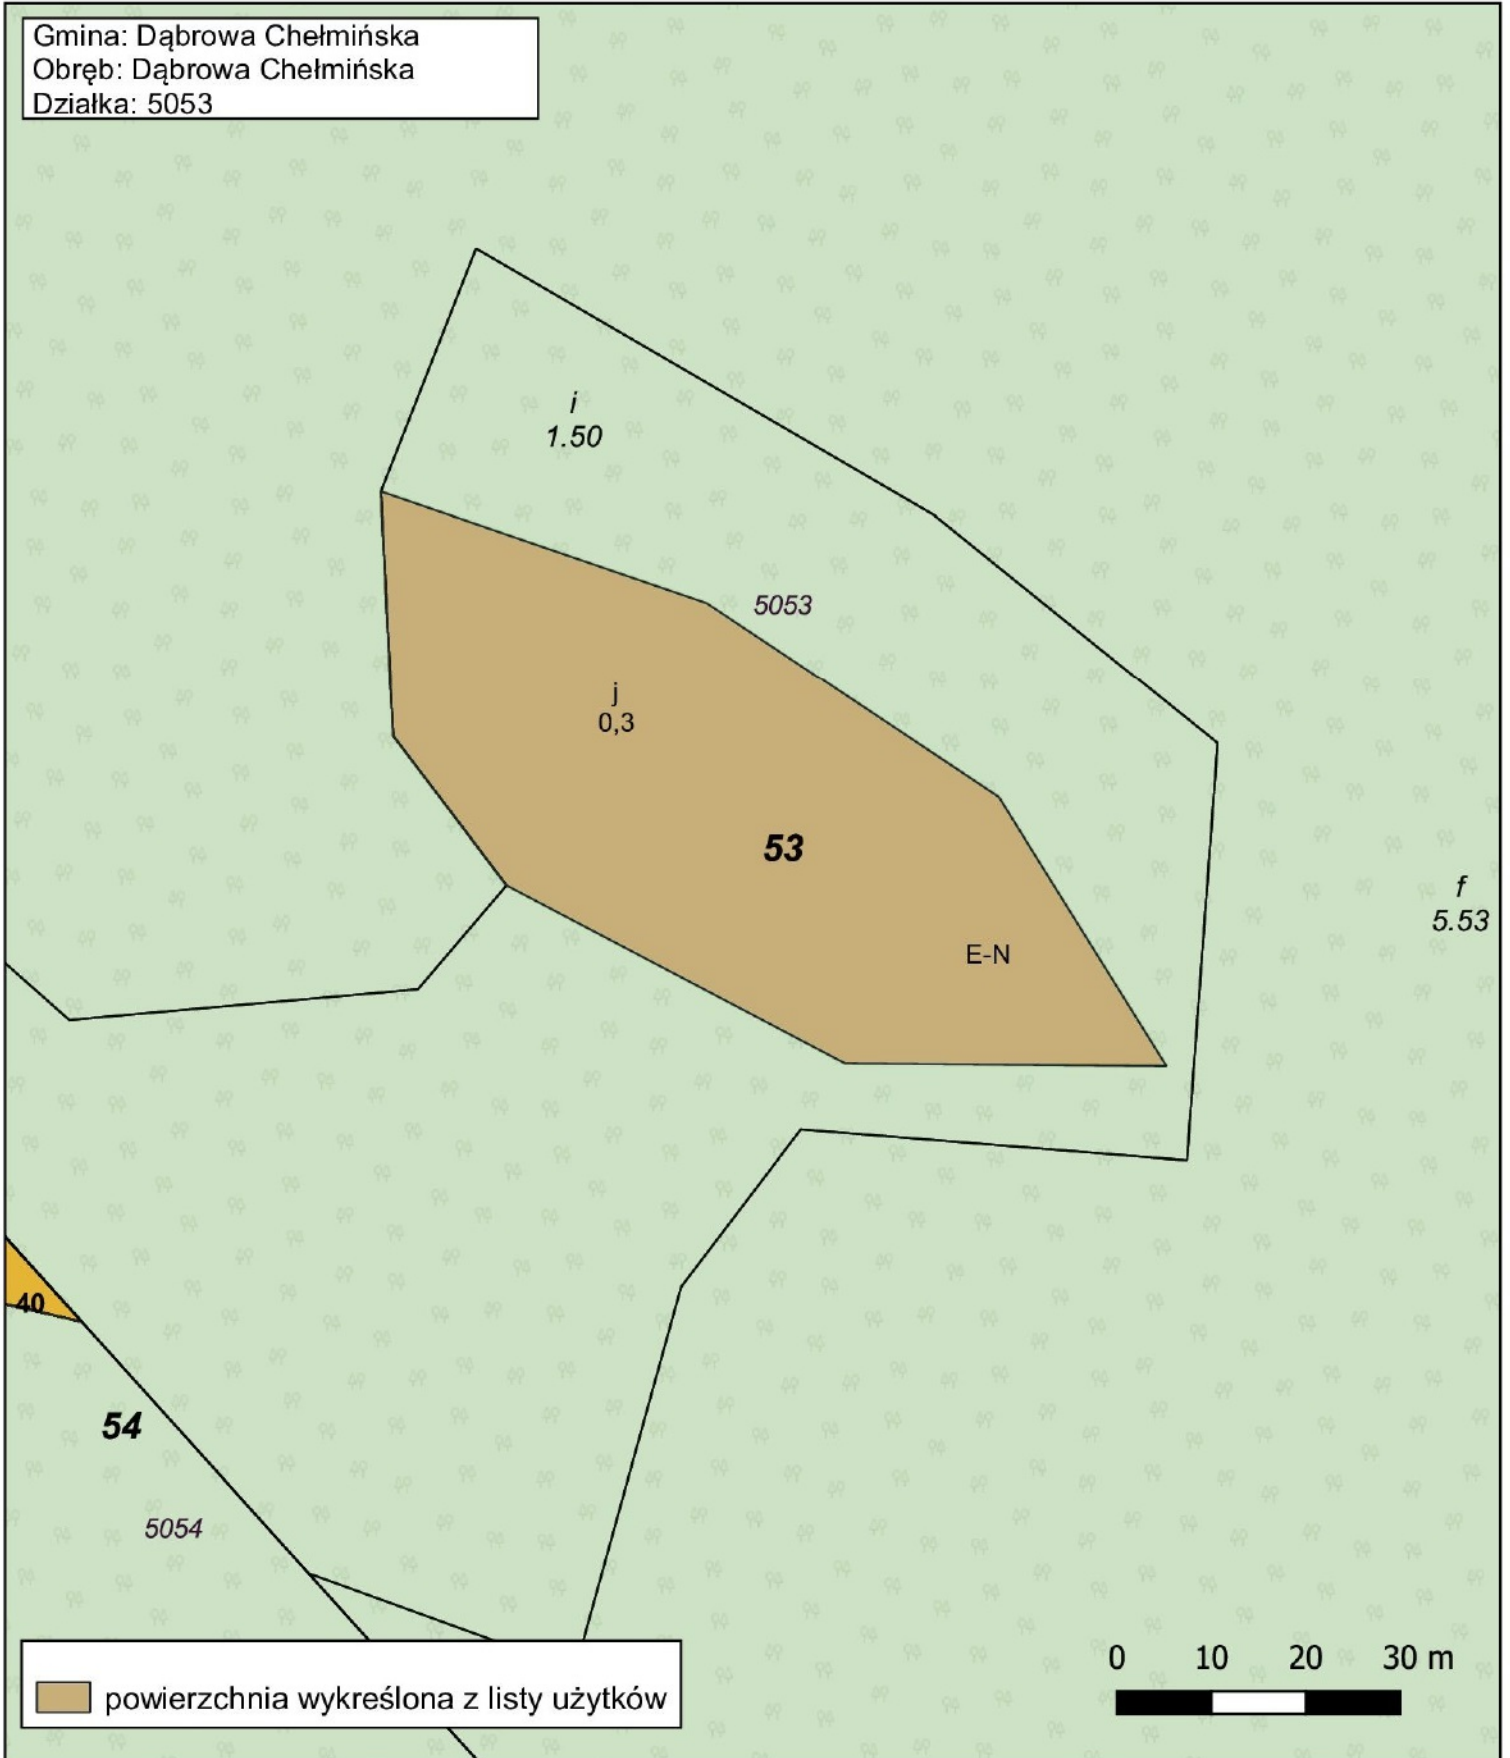 Gmina: Dąbrowa Chełmińska
Obręb: Dąbrowa Chełmińska
Działka: 5053
i
1.50
5053
j
0,3
53
f
5.53
E-N
40
54
5054
0 10 20 30 m
powierzchnia wykreślona z listy użytków